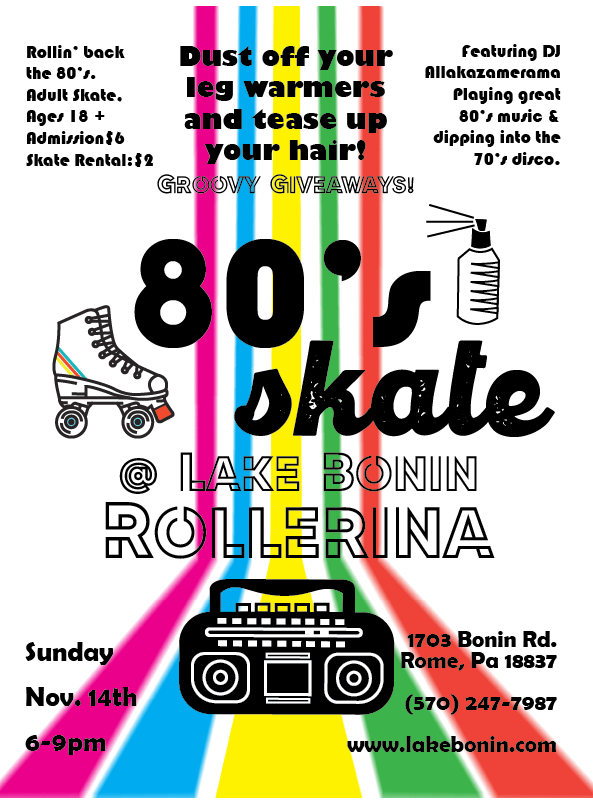 Rollin' back
the 80's.
Adult Skate,
Ages 18 +
Admission$6
Skate Rental:$2
Dust off your
leg warmers
and tease up
your hair!
Groovy Giveaways!
Featuring DJ
Allakazamerama
Playing great
80's music &
dipping into the
70's disco.
80's
skate
@ Lake Bonin
Rollerina
Sunday
Nov. 14th
6-9pm
1703 Bonin Rd.
Rome, Pa 18837
(570) 247-7987
www.lakebonin.com